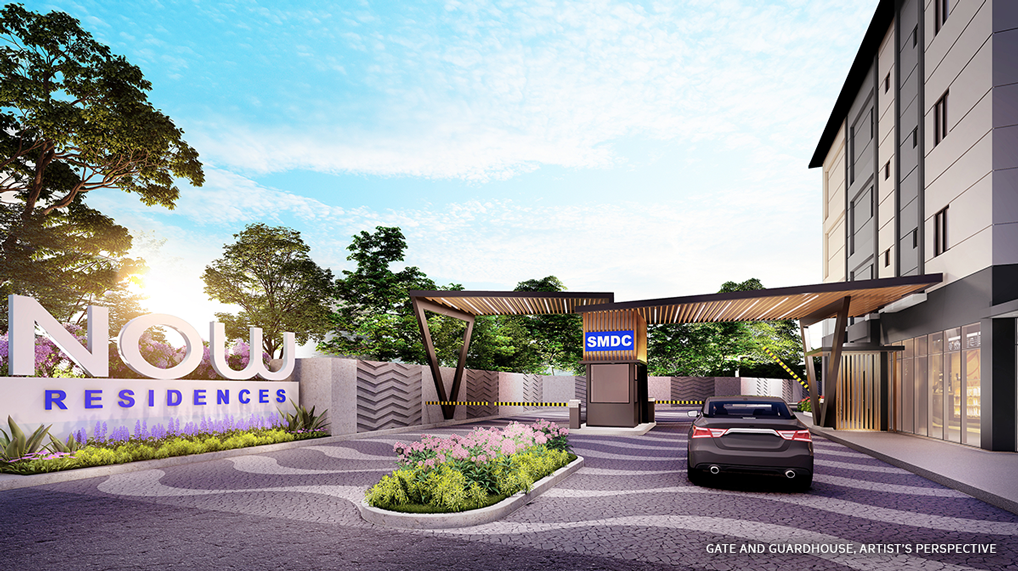 NOW
RESIDENCES
SMDC
GATE AND GUARDHOUSE, ARTIST'S PERSPECTIVE